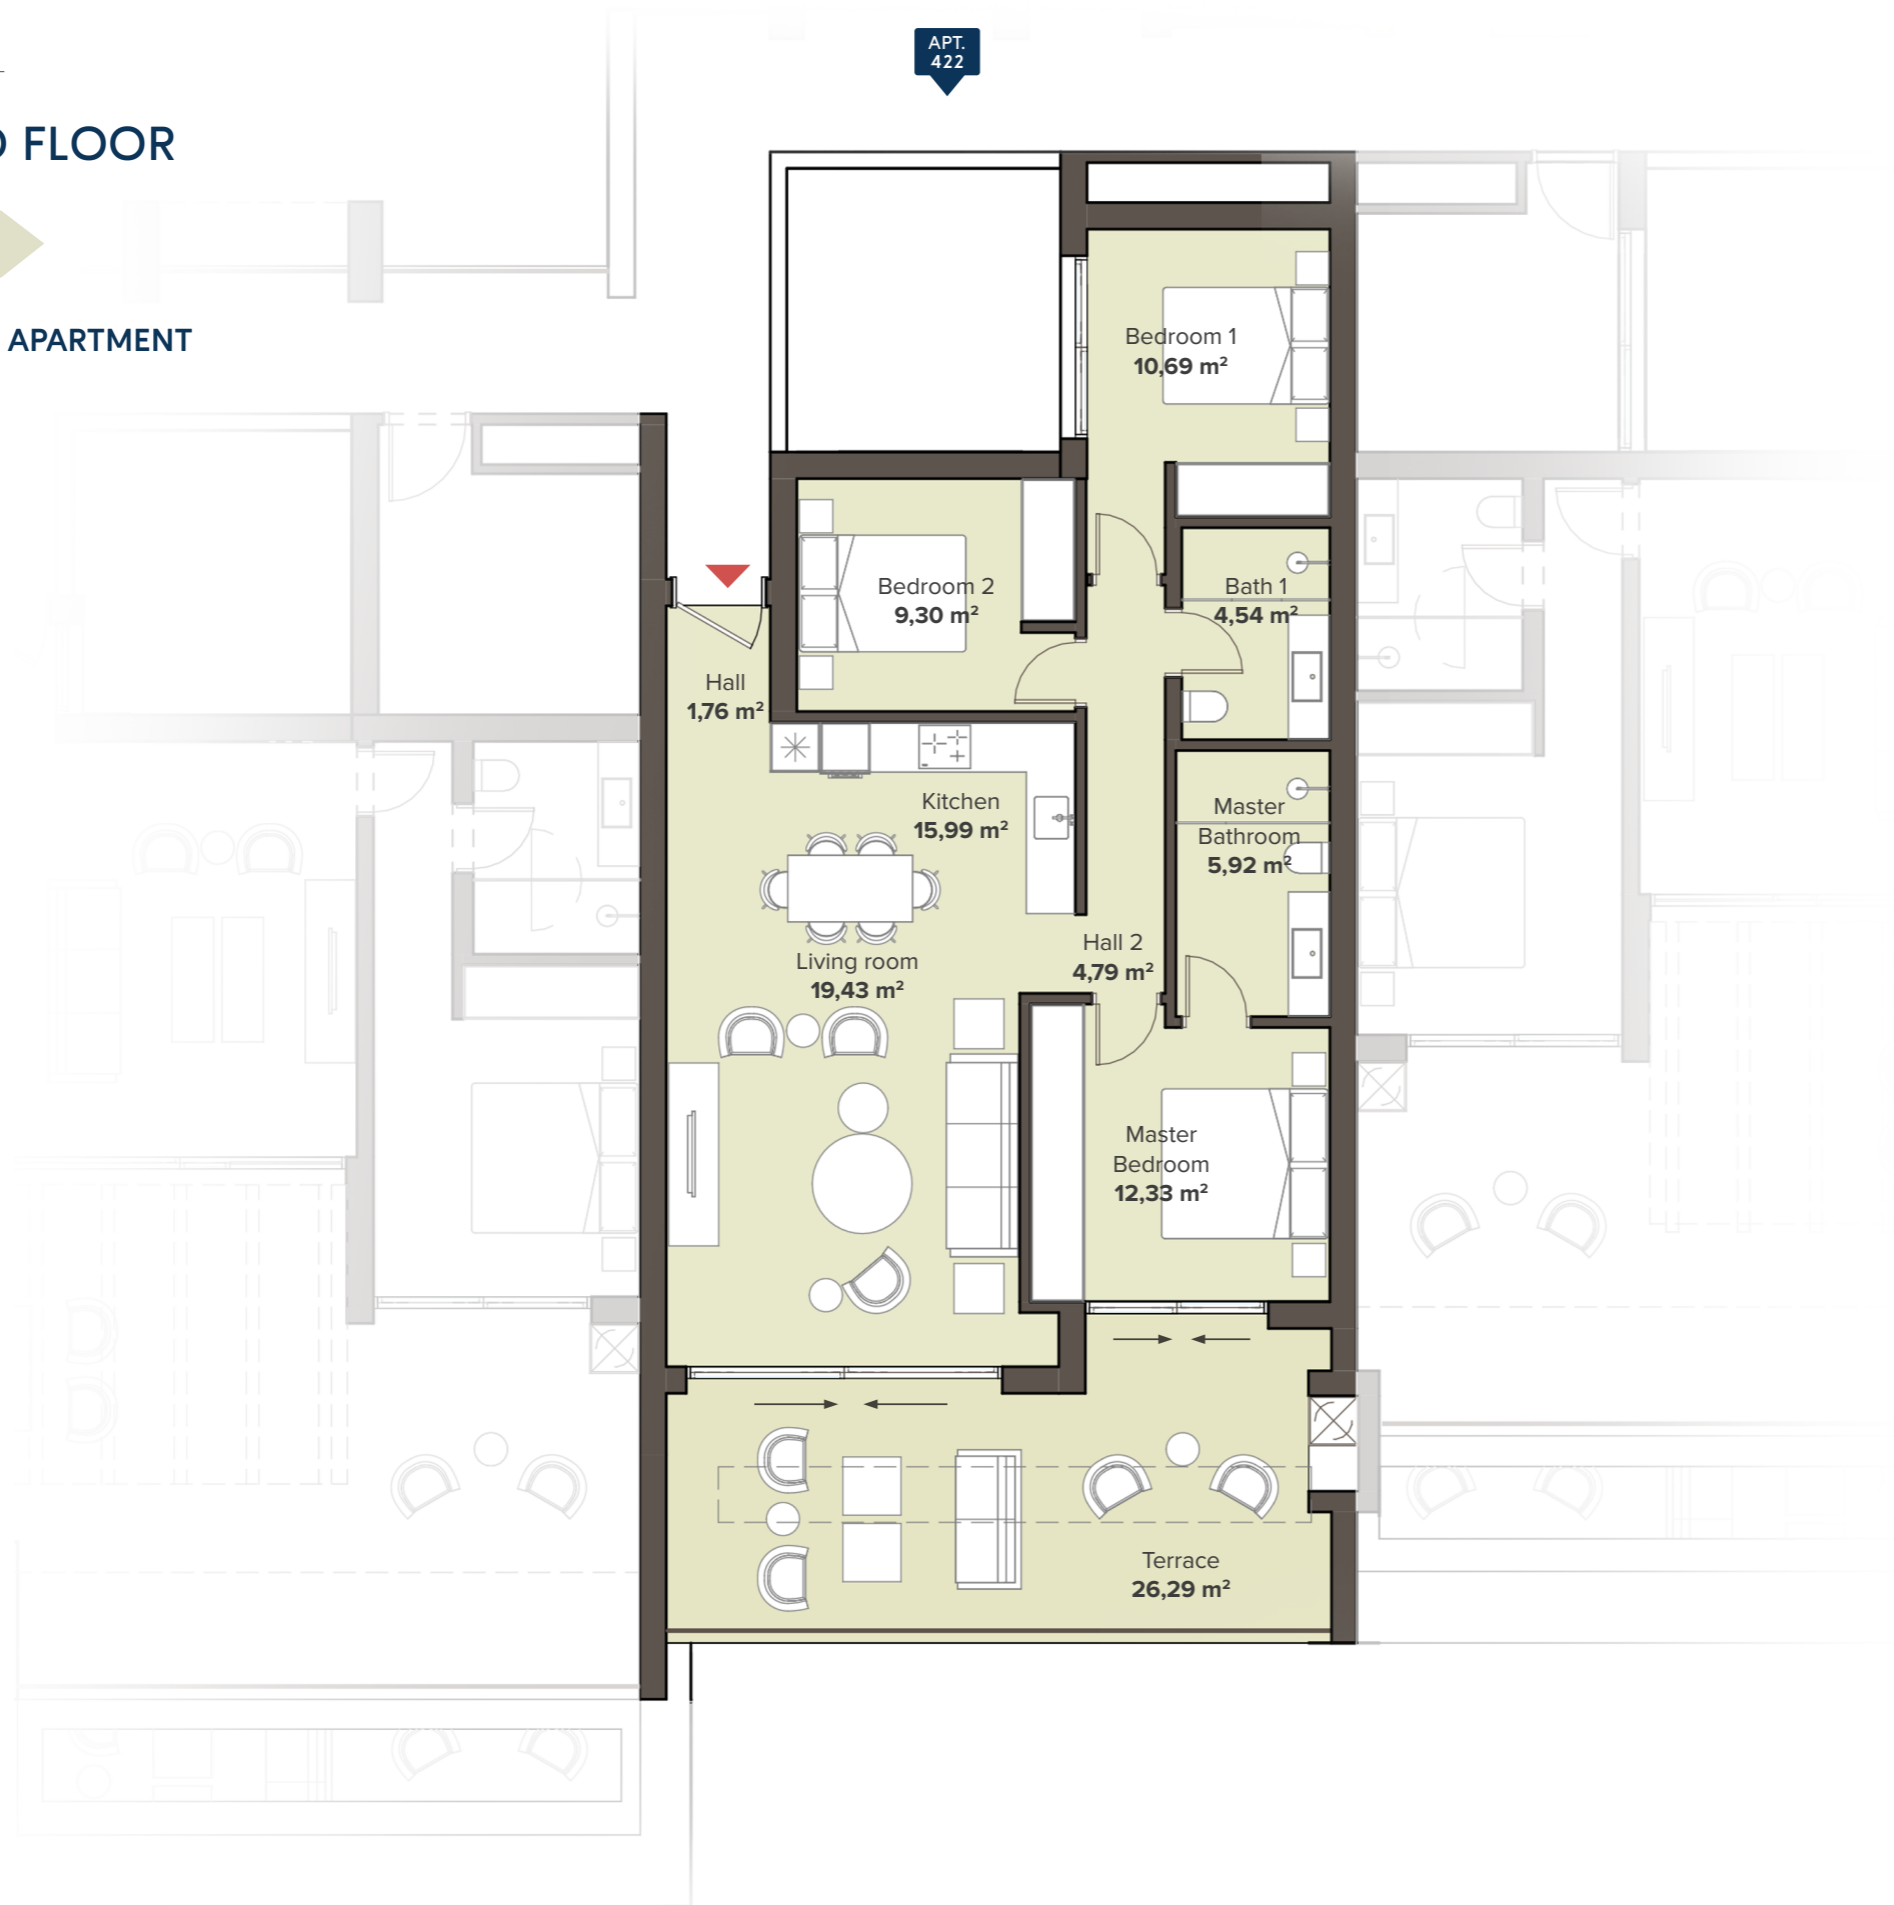 APT.
422
FLOOR
APARTMENT
Bedroom 1
10,69 m²
Bedroom 2
9,30 m²
Bath 1
4,54 m²
Hall
1,76 m²
Kitchen
15,99 m²
Master
Bathroom
5,92 m²
Hall 2
4,79 m²
Living room
19,43 m²
Master
Bedroom
12,33 m²
Terrace
26,29 m²